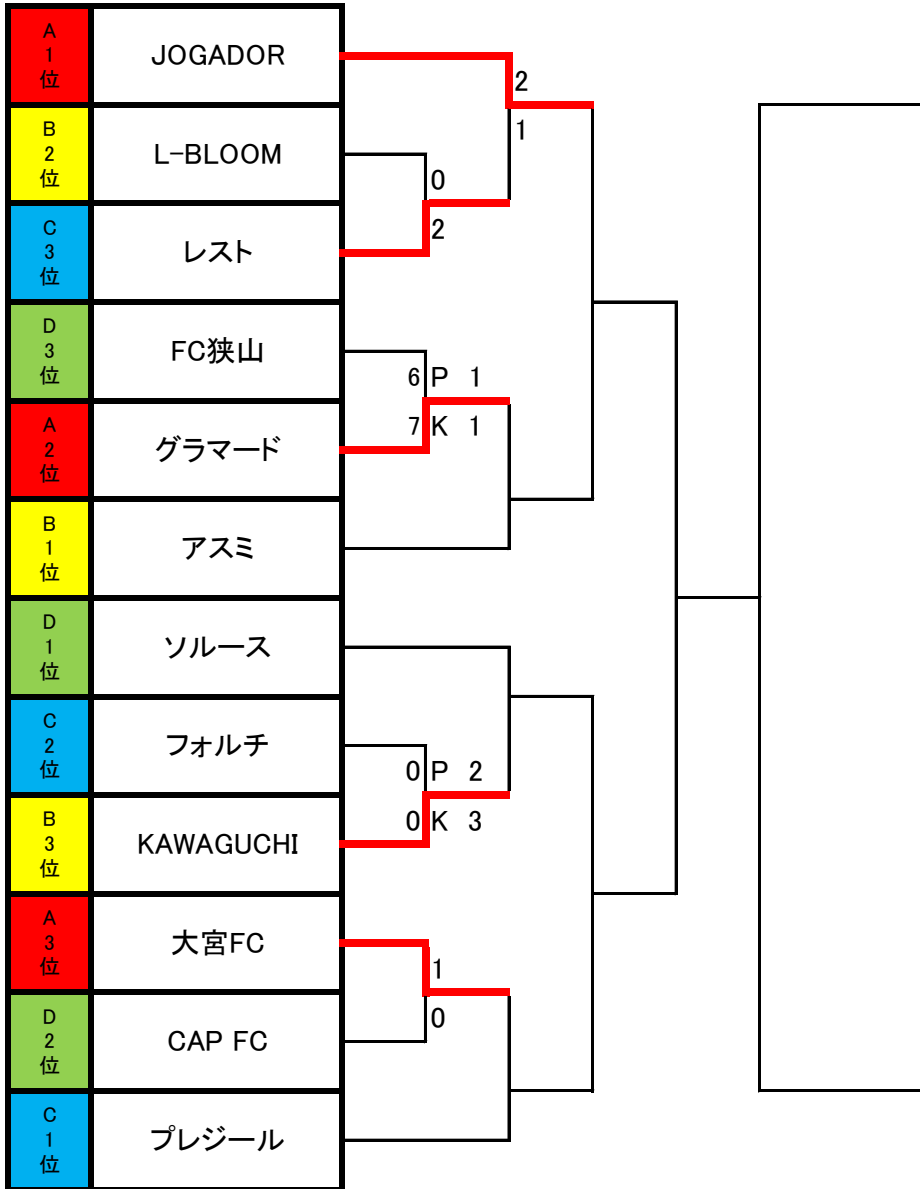 A
1
位
JOGADOR
2
1
B
2
位
L-BLOOM
0
2
C
3
位
レスト
D
3
位
FC狭山
6 P 1
7 K 1
A
2
位
グラマード
B
1
位
アスミ
D
1
位
ソルース
C
2
位
フォルチ
0 P 2
0 K 3
B
3
位
KAWAGUCHI
A
3
位
大宮FC
1
0
D
2
位
CAP FC
C
1
位
プレジール